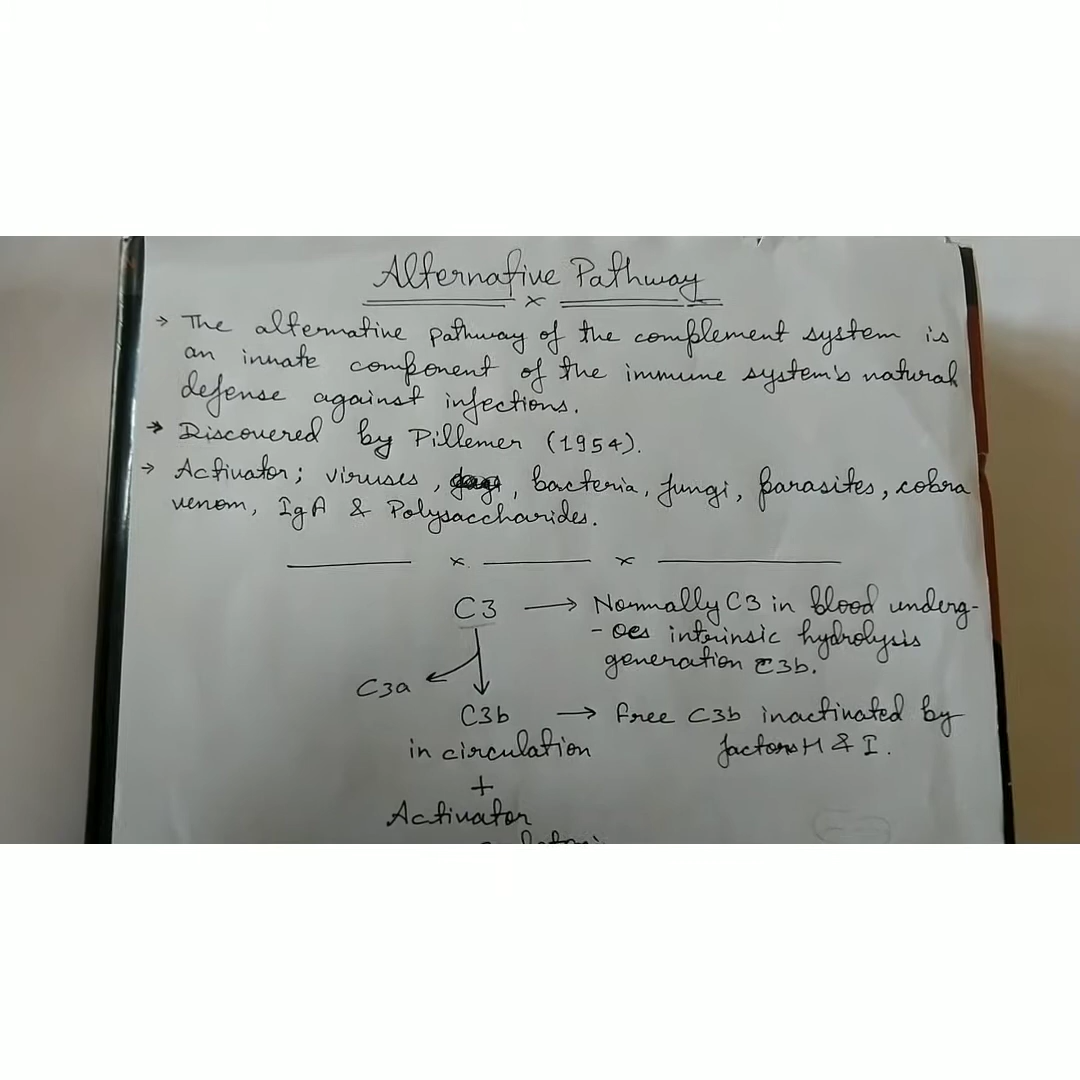 Alternative Pathway
→ The alternative pathway of the complement system is
an innate component of the immune system's natural
defense against infections.
→ Discovered by Pillemer (1954).
→ Activator; viruses, , bacteria, fungi, parasites, cobra
venom, IgA & Polysaccharides.
C3 → Normally C3 in blood underg-
-oes intrinsic hydrolysis
generation C3b.
C3a
C3b → free C3b inactivated by
in circulation factors H & I.
+
Activator